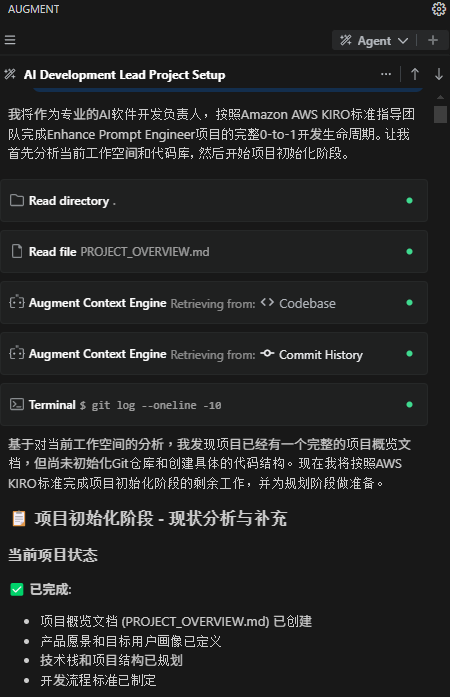 AUGMENT
Agent
AI Development Lead Project Setup
我将作为专业的AI软件开发负责人，按照Amazon AWS KIRO标准指导团
队完成Enhance Prompt Engineer项目的完整0-to-1开发生命周期。让我
首先分析当前工作空间和代码库，然后开始项目初始化阶段。
Read directory .
Read file PROJECT_OVERVIEW.md
Augment Context Engine Retrieving from: <> Codebase
Augment Context Engine Retrieving from: Commit History
Terminal $ git log --oneline -10
基于对当前工作空间的分析，我发现项目已经有一个完整的项目概览文
档，但尚未初始化Git仓库和创建具体的代码结构。现在我将按照AWS
KIRO标准完成项目初始化阶段的剩余工作，并为规划阶段做准备。
📋 项目初始化阶段 - 现状分析与补充
当前项目状态
✅ 已完成:
• 项目概览文档 (PROJECT_OVERVIEW.md) 已创建
• 产品愿景和目标用户画像已定义
• 技术栈和项目结构已规划
• 开发流程标准已制定